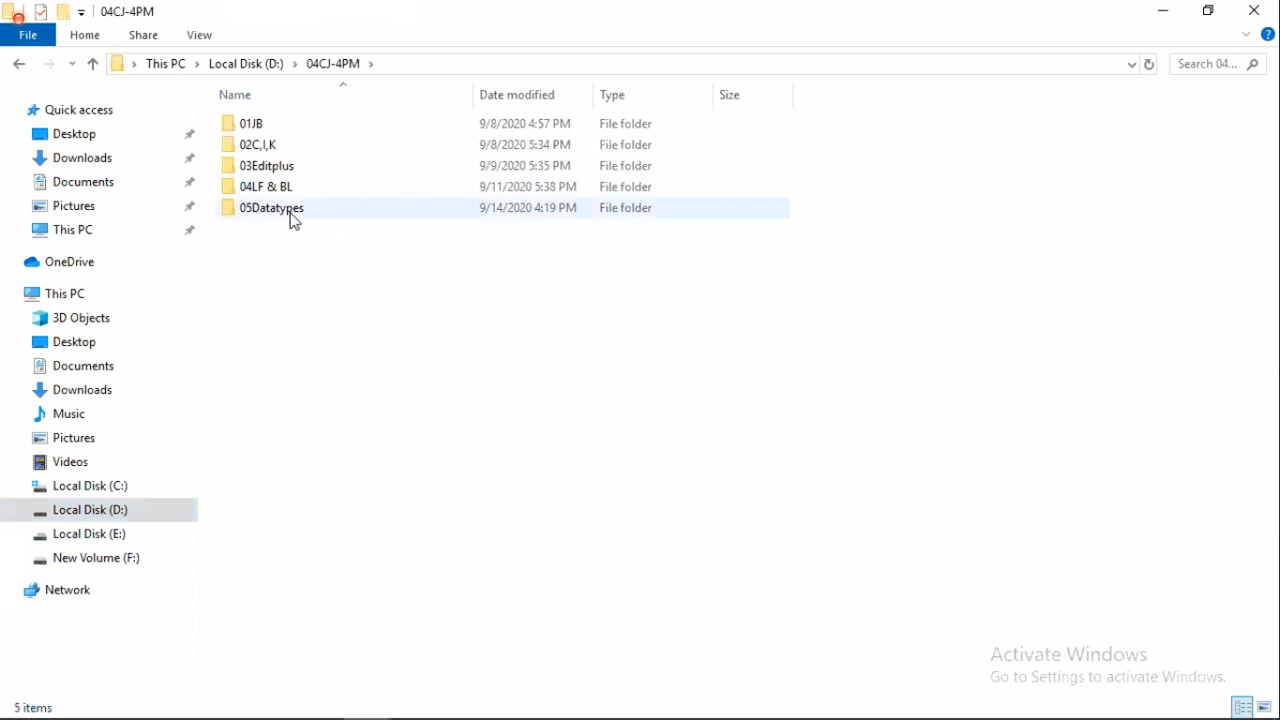 04CJ-4PM
File Home Share View
This PC Local Disk (D:) 04CJ-4PM Search 04...
Name Date modified Type Size
Quick access
Desktop
Downloads
Documents
Pictures
This PC
OneDrive
This PC
3D Objects
Desktop
Documents
Downloads
Music
Pictures
Videos
Local Disk (C:)
Local Disk (D:)
Local Disk (E:)
New Volume (F:)
Network
01JB 9/8/2020 4:57 PM File folder
02C,I,K 9/8/2020 5:34 PM File folder
03Editplus 9/9/2020 5:35 PM File folder
04LF & BL 9/11/2020 5:38 PM File folder
05Datatypes 9/14/2020 4:19 PM File folder
Activate Windows
Go to Settings to activate Windows.
5 items